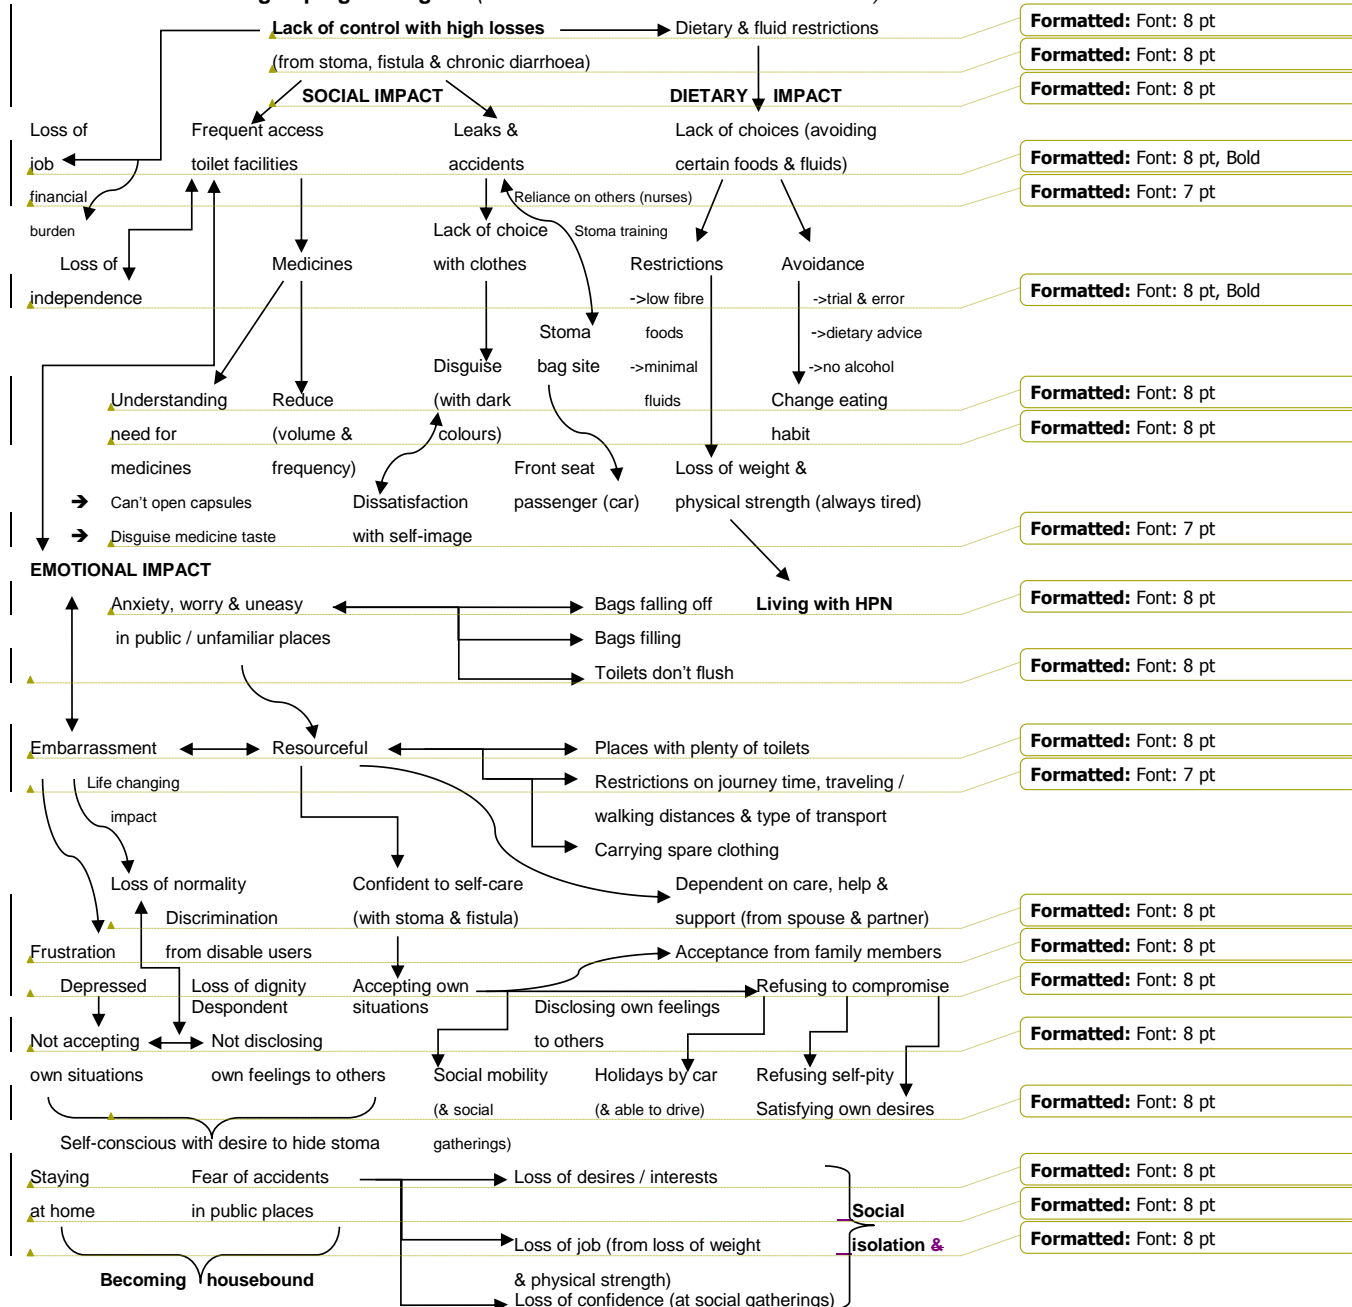 Lack of control with high losses Dietary & fluid restrictions
(from stoma, fistula & chronic diarrhoea)
SOCIAL IMPACT DIETARY IMPACT
Loss of Frequent access Leaks & Lack of choices (avoiding
job toilet facilities accidents certain foods & fluids)
financial Reliance on others (nurses)
burden Lack of choice Stoma training
Loss of Medicines with clothes Restrictions Avoidance
independence ->low fibre ->trial & error
Stoma foods ->dietary advice
Disguise bag site ->minimal ->no alcohol
Understanding Reduce (with dark fluids Change eating
need for (volume & colours) habit
medicines frequency) Front seat Loss of weight &
➔ Can't open capsules Dissatisfaction passenger (car) physical strength (always tired)
➔ Disguise medicine taste with self-image
EMOTIONAL IMPACT
Anxiety, worry & uneasy Bags falling off Living with HPN
in public / unfamiliar places Bags filling
Toilets don't flush
Embarrassment Resourceful Places with plenty of toilets
Life changing Restrictions on journey time, traveling /
impact walking distances & type of transport
Carrying spare clothing
Loss of normality Confident to self-care Dependent on care, help &
Discrimination (with stoma & fistula) support (from spouse & partner)
Frustration from disable users Acceptance from family members
Depressed Loss of dignity Accepting own Refusing to compromise
Despondent situations Disclosing own feelings
Not accepting Not disclosing to others
own situations own feelings to others Social mobility Holidays by car Refusing self-pity
(& social (& able to drive) Satisfying own desires
Self-conscious with desire to hide stoma gatherings)
Staying Fear of accidents Loss of desires / interests
at home in public places Social
Loss of job (from loss of weight isolation &
Becoming housebound & physical strength)
Loss of confidence (at social gatherings)
Formatted: Font: 8 pt
Formatted: Font: 8 pt
Formatted: Font: 8 pt
Formatted: Font: 8 pt, Bold
Formatted: Font: 7 pt
Formatted: Font: 8 pt, Bold
Formatted: Font: 8 pt
Formatted: Font: 8 pt
Formatted: Font: 7 pt
Formatted: Font: 8 pt
Formatted: Font: 8 pt
Formatted: Font: 8 pt
Formatted: Font: 7 pt
Formatted: Font: 8 pt
Formatted: Font: 8 pt
Formatted: Font: 8 pt
Formatted: Font: 8 pt
Formatted: Font: 8 pt
Formatted: Font: 8 pt
Formatted: Font: 8 pt
Formatted: Font: 8 pt